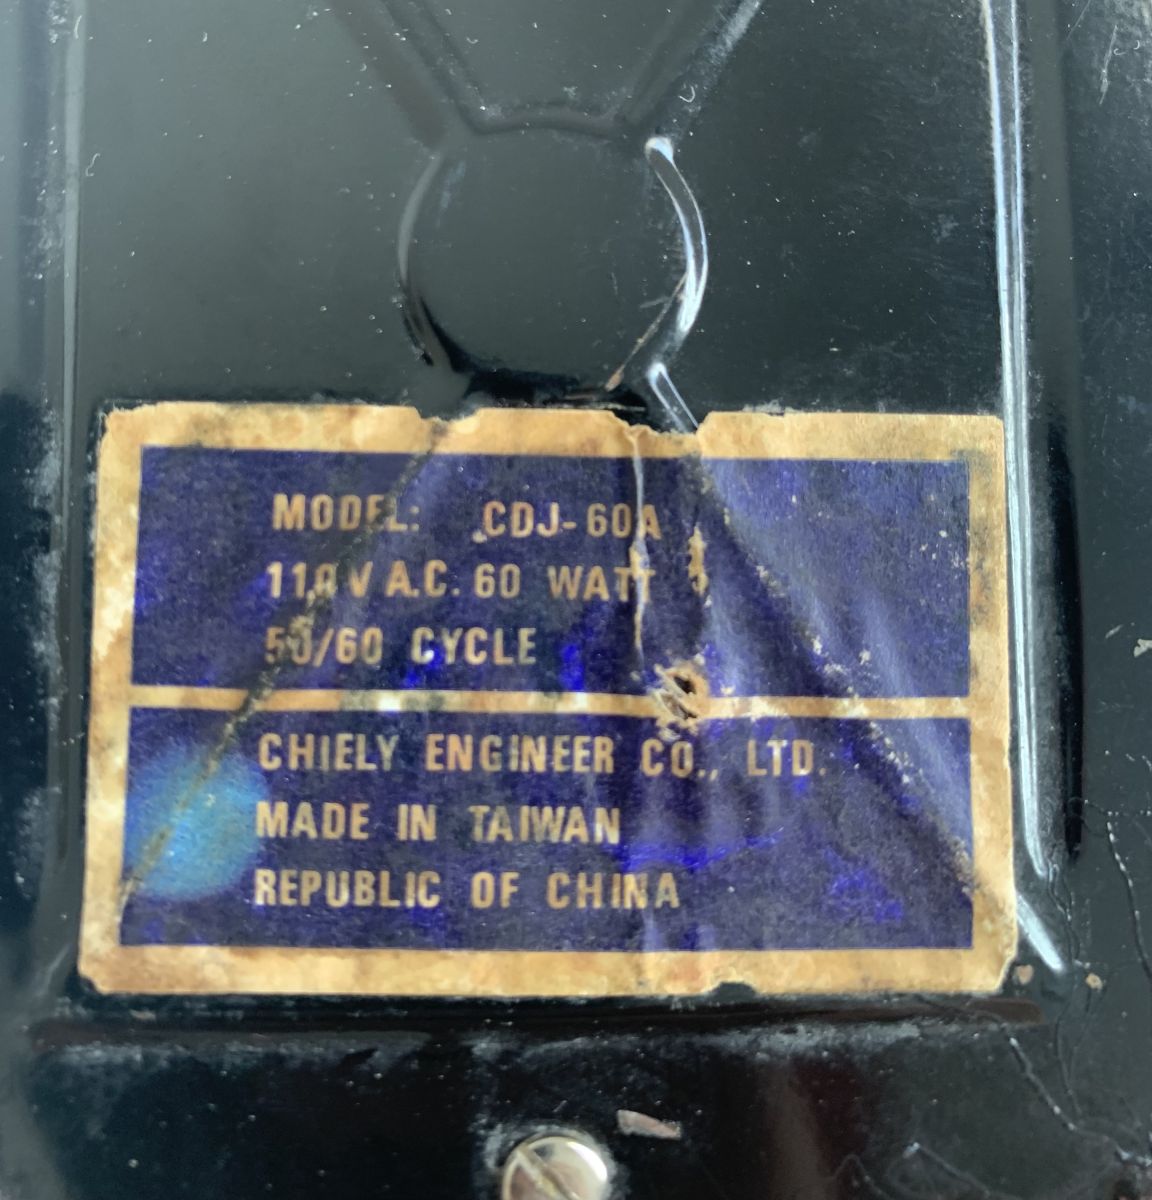 MODEL: CDJ-60A
110V A.C. 60 WATT
50/60 CYCLE
CHIELY ENGINEER CO., LTD.
MADE IN TAIWAN
REPUBLIC OF CHINA